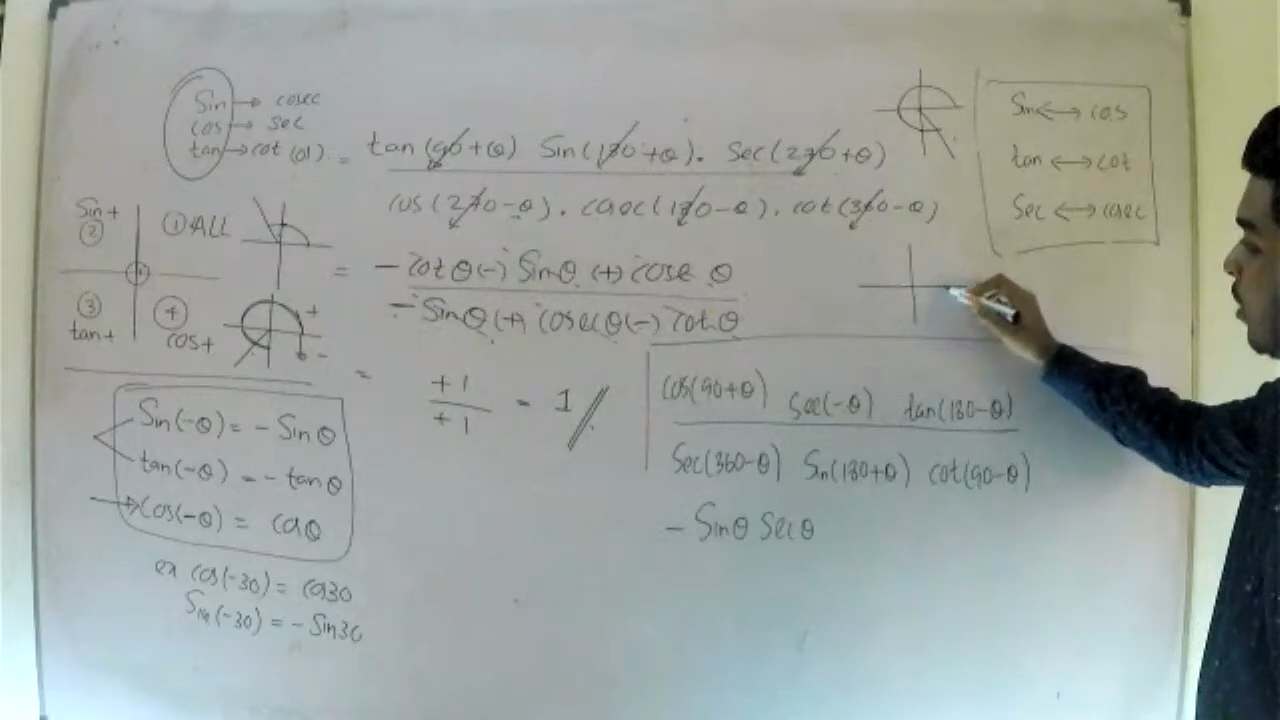 Sin → cosec
cos → sec
tan → cot (01).
= tan(90+θ) Sin(180+θ). Sec(270+θ)
cos(270-θ). cosec(180-θ). cot(360-θ)
Sin ↔ cos
tan ↔ cot
Sec ↔ cosec
Sin+
② ① ALL
③ ④
tan+ cos+
+
-
= - cotθ (-) Sinθ (+) cose θ
- Sinθ (+) cosecθ (-) cotθ
= +1
+1
= 1 //
Sin(-θ) = - Sinθ
tan(-θ) = - tanθ
cos(-θ) = cosθ
ex cos(-30) = cos30
Sin(-30) = - Sin30
cos(90+θ) sec(-θ) tan(180-θ)
Sec(360-θ) Sin(180+θ) cot(90-θ)
- Sinθ Secθ